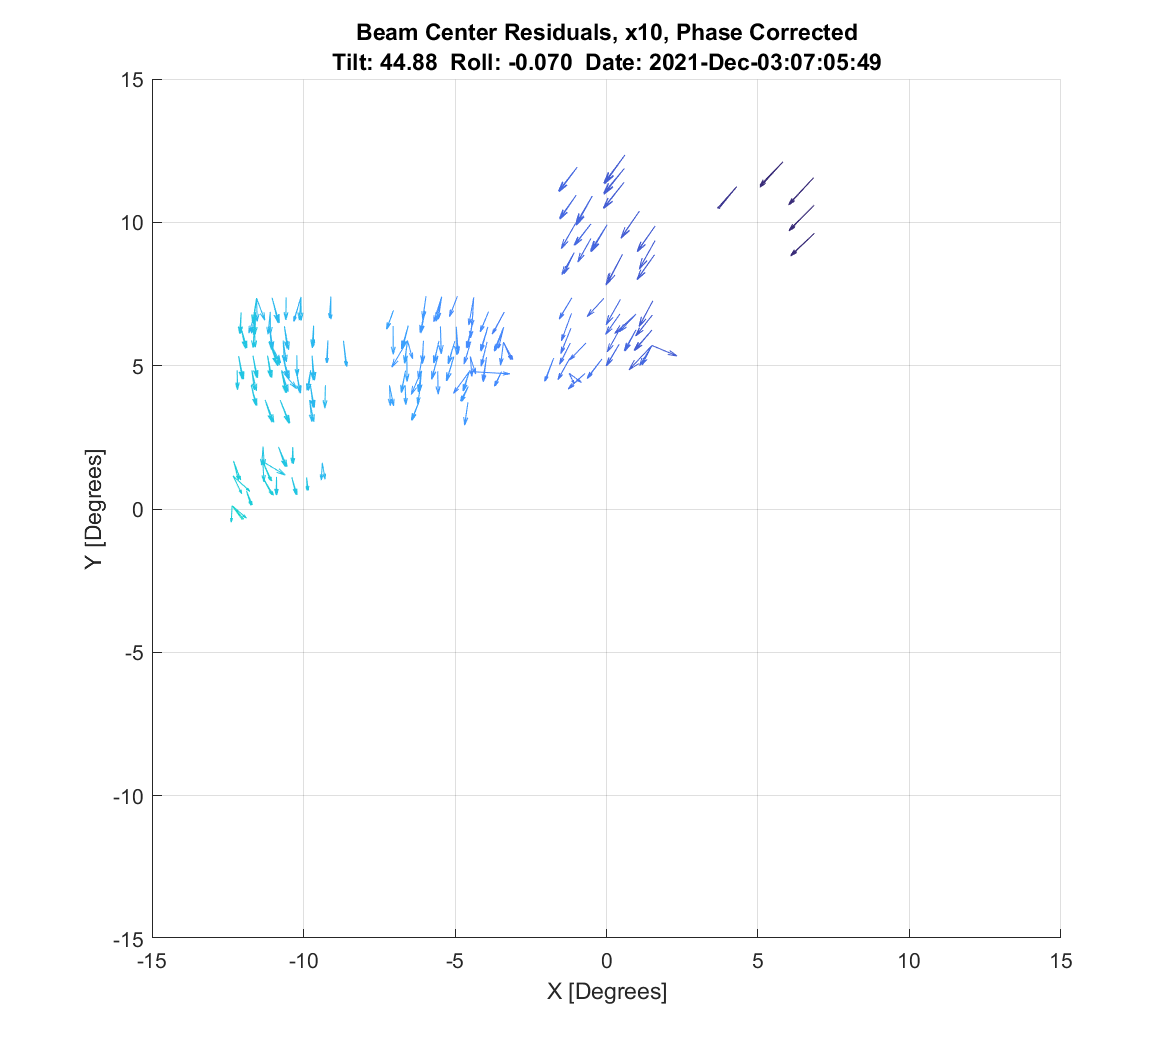 Beam Center Residuals, x10, Phase Corrected
Tilt: 44.88 Roll: -0.070 Date: 2021-Dec-03:07:05:49
15
10
5
0
-5
-10
-15
Y [Degrees]
-15 -10 -5 0 5 10 15
X [Degrees]